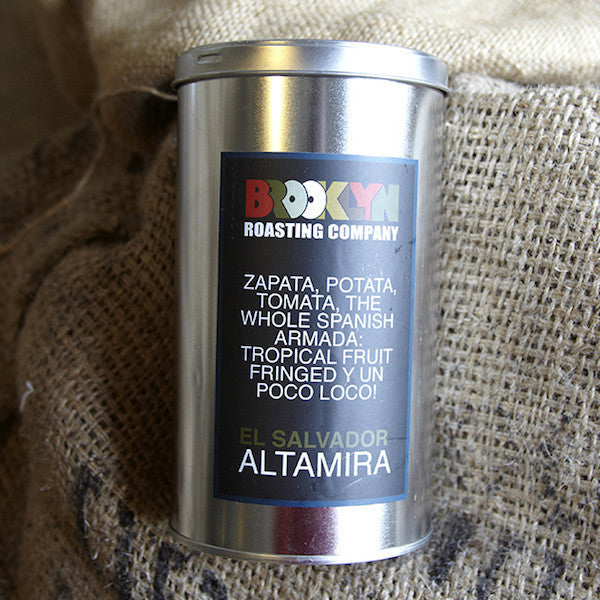 BROOKLYN
ROASTING COMPANY
ZAPATA, POTATA,
TOMATA, THE
WHOLE SPANISH
ARMADA:
TROPICAL FRUIT
FRINGED Y UN
POCO LOCO!
EL SALVADOR
ALTAMIRA